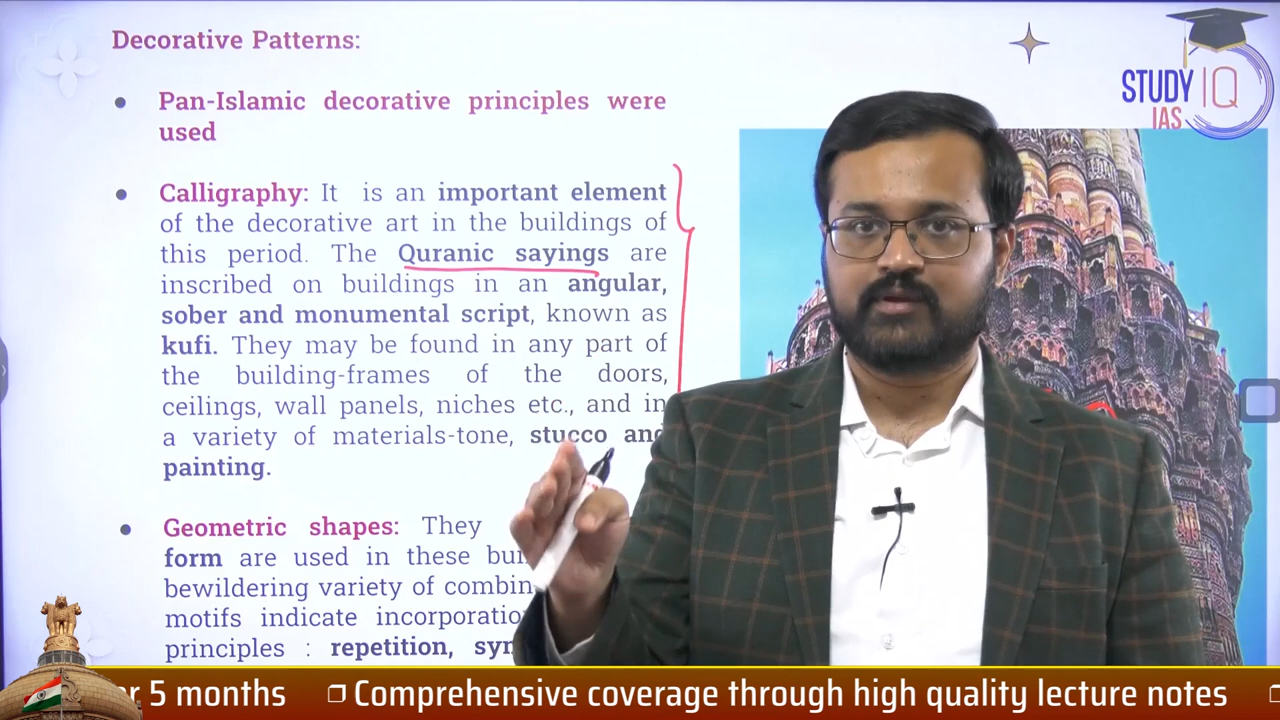 Decorative Patterns:
Pan-Islamic decorative principles were
used
Calligraphy: It is an important element
of the decorative art in the buildings of
this period. The Quranic sayings are
inscribed on buildings in an angular,
sober and monumental script, known as
kufi. They may be found in any part of
the building-frames of the doors,
ceilings, wall panels, niches etc., and in
a variety of materials-tone, stucco and
painting.
Geometric shapes: They
form are used in these
bewildering variety of
motifs indicate
principles : repetition,
STUDY IQ
IAS
5 months ❐ Comprehensive coverage through high quality lecture notes